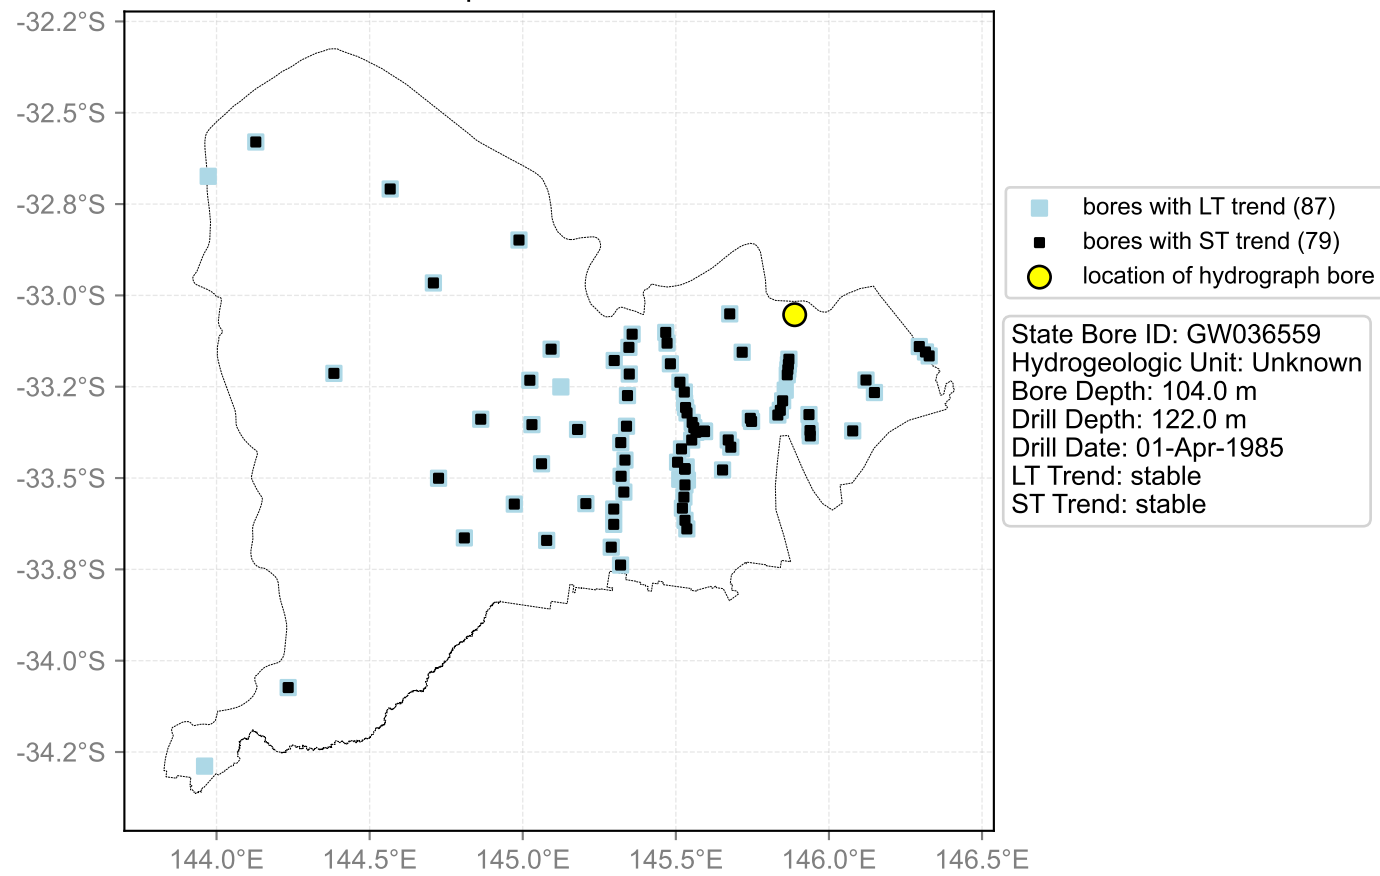 -32.2°S
-32.5°S
-32.8°S
-33.0°S
-33.2°S
-33.5°S
-33.8°S
-34.0°S
-34.2°S
144.0°E
144.5°E
145.0°E
145.5°E
146.0°E
146.5°E
bores with LT trend (87)
bores with ST trend (79)
location of hydrograph bore
State Bore ID: GW036559
Hydrogeologic Unit: Unknown
Bore Depth: 104.0 m
Drill Depth: 122.0 m
Drill Date: 01-Apr-1985
LT Trend: stable
ST Trend: stable